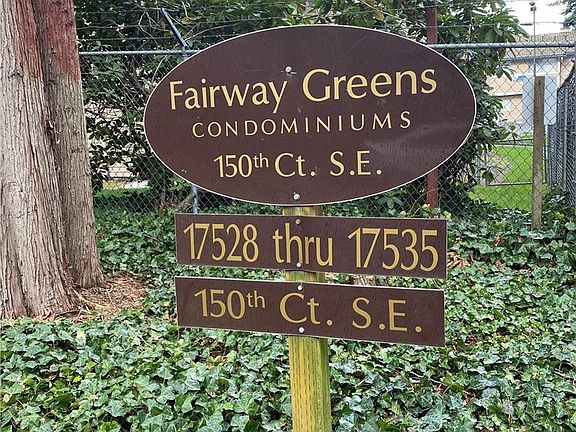 Fairway Greens
CONDOMINIUMS
150th Ct. S.E.
17528 thru 17535
150th Ct. S.E.